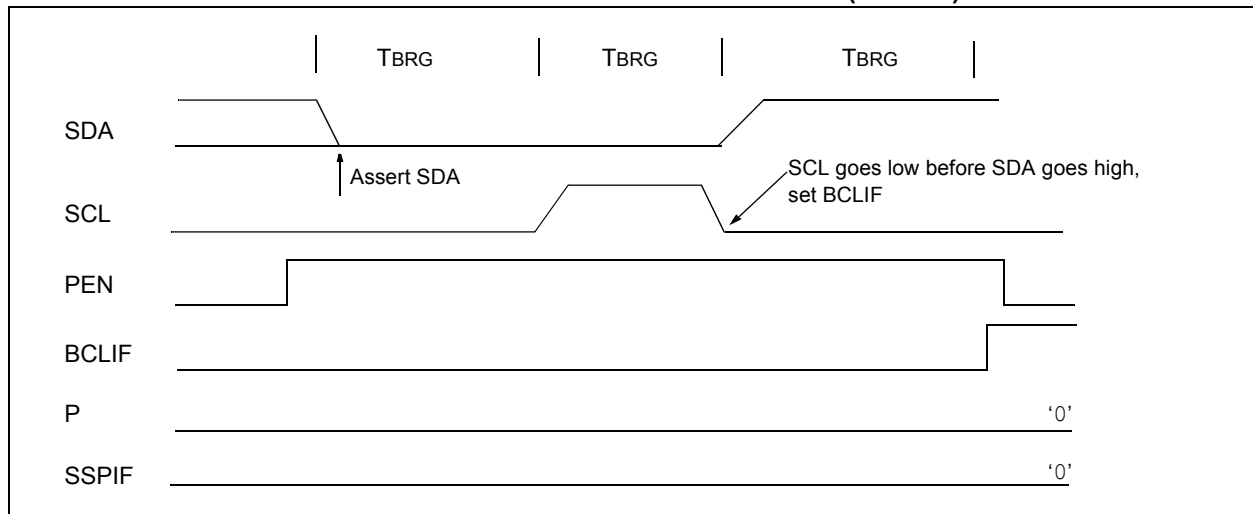 TBRG TBRG TBRG
SDA
Assert SDA
SCL goes low before SDA goes high,
set BCLIF
SCL
PEN
BCLIF
P
'0'
SSPIF
'0'